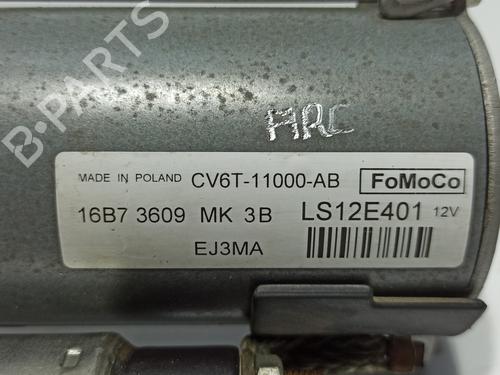 B-PARTS
ARC
MADE IN POLAND CV6T-11000-AB FoMoCo
16B7 3609 MK 3B LS12E401 12V
EJ3MA